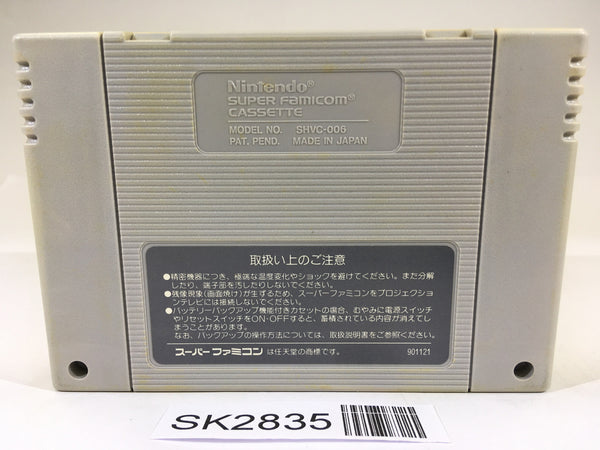 Nintendo®
SUPER FAMICOM®
CASSETTE
MODEL NO. SHVC-006
PAT. PEND. MADE IN JAPAN
取扱い上のご注意
●精密機器につき、極端な温度変化やショックを避けてください。また分解
したり、端子部を汚したりしないでください。
●残像現象(画面焼け)が生ずるため、スーパーファミコンをプロジェクショ
ンテレビには接続しないでください。
●バッテリーバックアップ機能付きカセットの場合、むやみに電源スイッチ
やリセットスイッチをON・OFFすると、蓄積されている内容が消えてし
まうことがあります。
なお、バックアップの操作方法については、取扱説明書をご参照ください。
スーパーファミコン は任天堂の商標です。 901121
SK2835